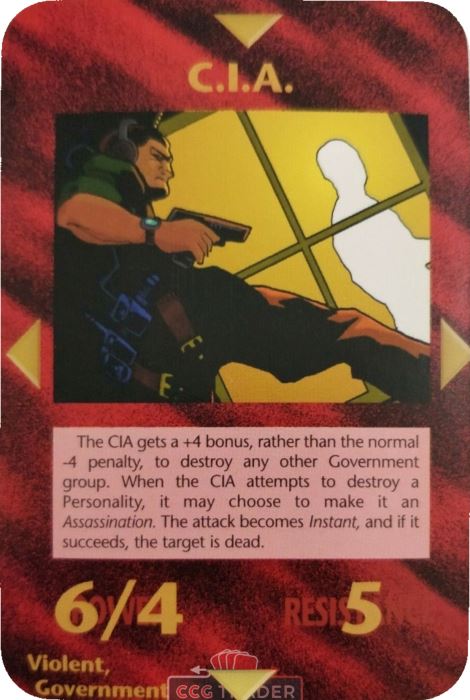 C.I.A.
The CIA gets a +4 bonus, rather than the normal
-4 penalty, to destroy any other Government
group. When the CIA attempts to destroy a
Personality, it may choose to make it an
Assassination. The attack becomes Instant, and if it
succeeds, the target is dead.
POWER 6/4 RESISTANCE 5
Violent,
Government
CCG TRADER